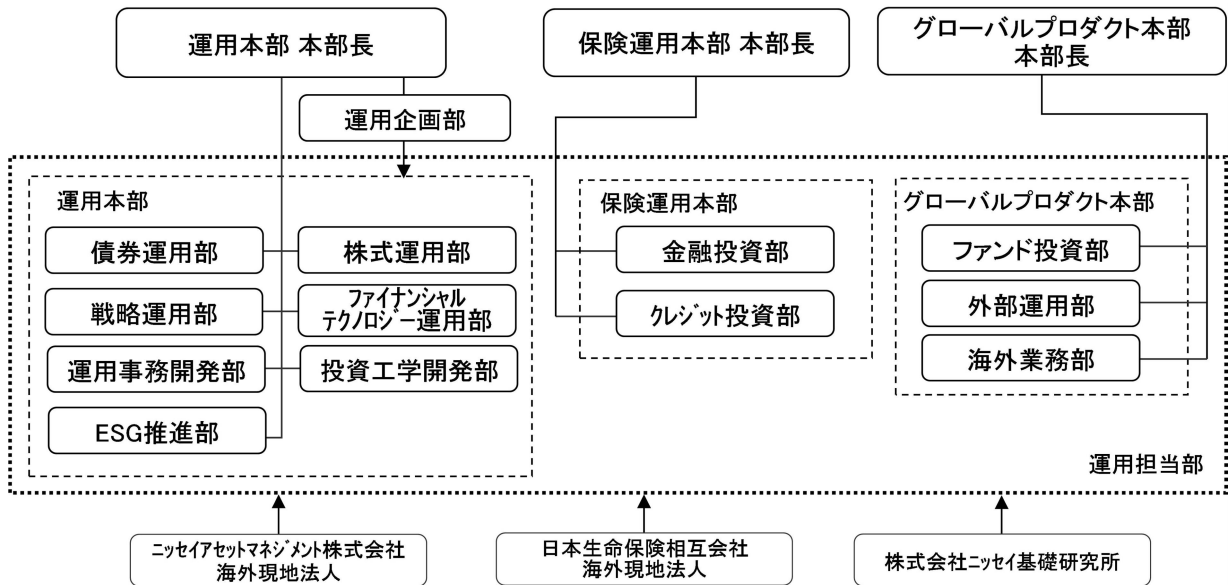 運用本部 本部長
保険運用本部 本部長
グローバルプロダクト本部
本部長
運用企画部
運用本部
債券運用部
株式運用部
戦略運用部
ファイナンシャル
テクノロジー運用部
運用事務開発部
投資工学開発部
ESG推進部
保険運用本部
金融投資部
クレジット投資部
グローバルプロダクト本部
ファンド投資部
外部運用部
海外業務部
運用担当部
ニッセイアセットマネジメント株式会社
海外現地法人
日本生命保険相互会社
海外現地法人
株式会社ニッセイ基礎研究所